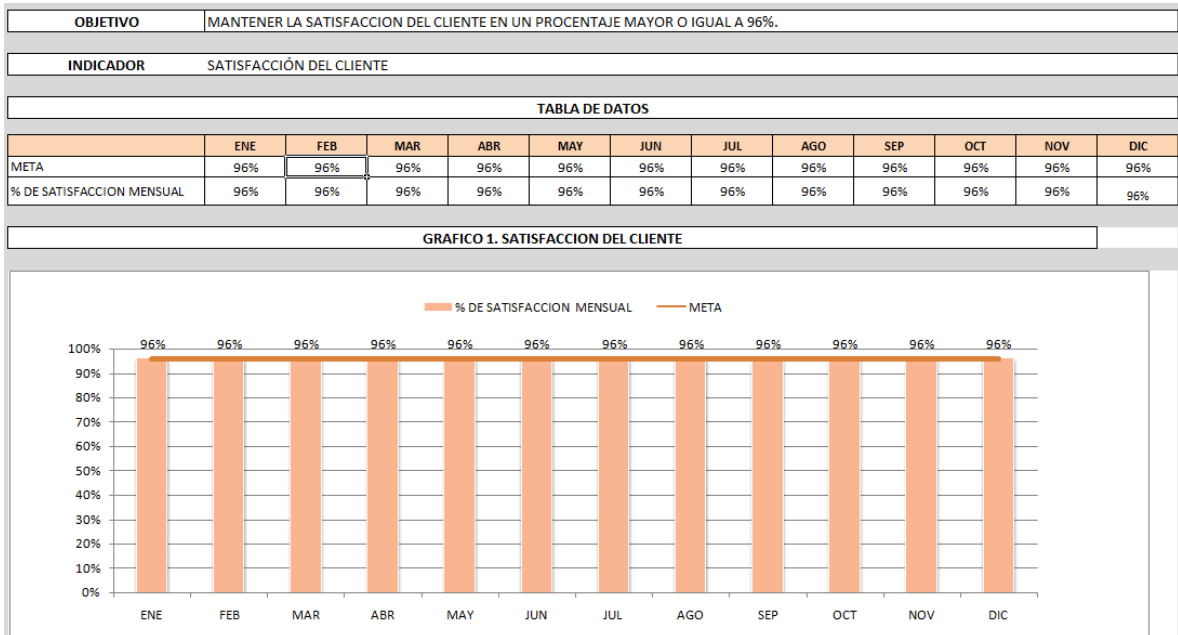 OBJETIVO MANTENER LA SATISFACCION DEL CLIENTE EN UN PROCENTAJE MAYOR O IGUAL A 96%.
INDICADOR SATISFACCIÓN DEL CLIENTE
TABLA DE DATOS
ENE FEB MAR ABR MAY JUN JUL AGO SEP OCT NOV DIC
META 96% 96% 96% 96% 96% 96% 96% 96% 96% 96% 96% 96%
% DE SATISFACCION MENSUAL 96% 96% 96% 96% 96% 96% 96% 96% 96% 96% 96% 96%
GRAFICO 1. SATISFACCION DEL CLIENTE
% DE SATISFACCION MENSUAL META
96% 96% 96% 96% 96% 96% 96% 96% 96% 96% 96% 96%
100%
90%
80%
70%
60%
50%
40%
30%
20%
10%
0%
ENE FEB MAR ABR MAY JUN JUL AGO SEP OCT NOV DIC